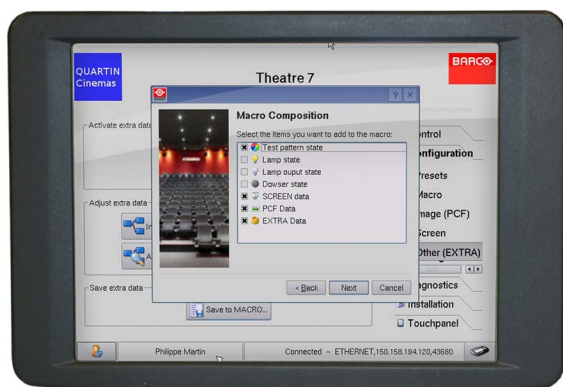 QUARTIN
Cinemas
Theatre 7
BARCO
Activate extra data
Macro Composition
Select the items you want to add to the macro:
Test pattern state
Lamp state
Lamp ouput state
Dowser state
SCREEN data
PCF Data
EXTRA Data
< Back
Next
Cancel
ntrol
onfiguration
Presets
Macro
mage (PCF)
Screen
Other (EXTRA)
agnostics
Installation
Touchpanel
Adjust extra data
In
A
Save extra data
Save to MACRO...
Philippe Martin
Connected - ETHERNET,150.158.194.120,43680